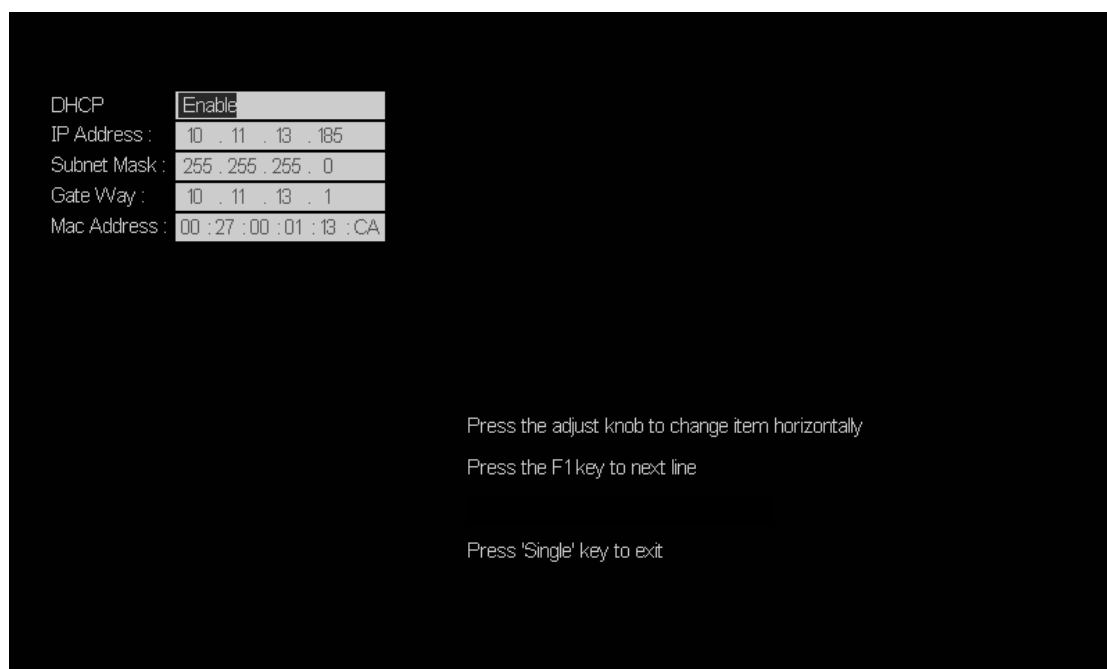 DHCP Enable
IP Address : 10 . 11 . 13 . 185
Subnet Mask : 255 . 255 . 255 . 0
Gate Way : 10 . 11 . 13 . 1
Mac Address : 00 : 27 : 00 : 01 : 13 : CA
Press the adjust knob to change item horizontally
Press the F1 key to next line
Press 'Single' key to exit